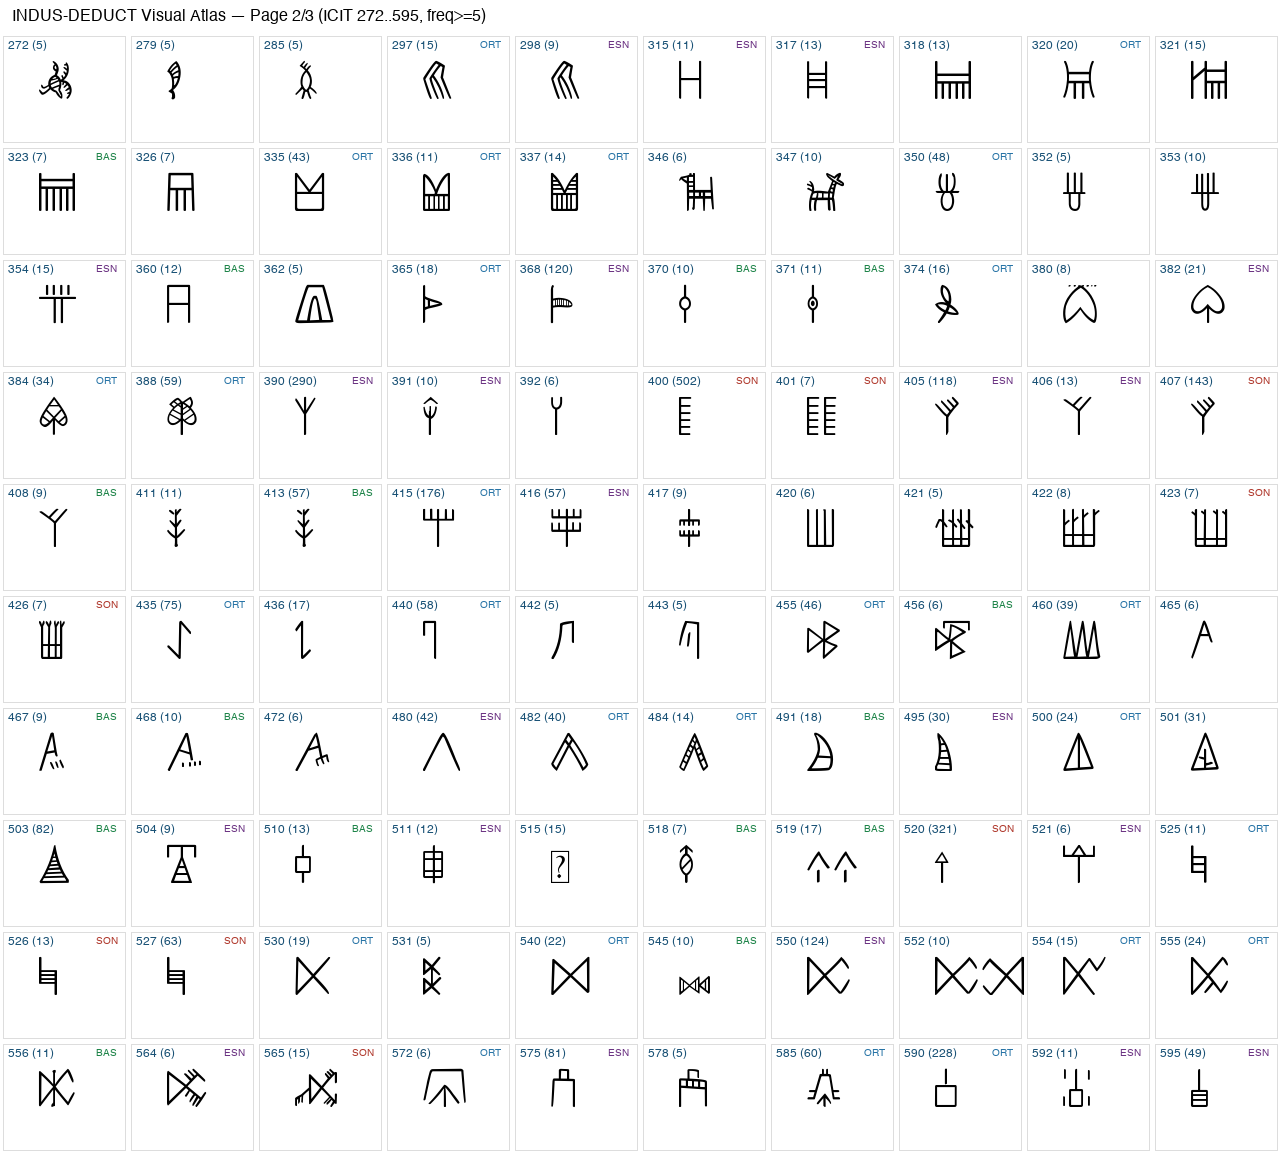 INDUS-DEDUCT Visual Atlas — Page 2/3 (ICIT 272..595, freq>=5)
272 (5) 279 (5) 285 (5) 297 (15) ORT 298 (9) ESN 315 (11) ESN 317 (13) ESN 318 (13) 320 (20) ORT 321 (15)
323 (7) BAS 326 (7) 335 (43) ORT 336 (11) ORT 337 (14) ORT 346 (6) 347 (10) 350 (48) ORT 352 (5) 353 (10)
354 (15) ESN 360 (12) BAS 362 (5) 365 (18) ORT 368 (120) ESN 370 (10) BAS 371 (11) BAS 374 (16) ORT 380 (8) 382 (21) ESN
384 (34) ORT 388 (59) ORT 390 (290) ESN 391 (10) ESN 392 (6) 400 (502) SON 401 (7) SON 405 (118) ESN 406 (13) ESN 407 (143) SON
408 (9) BAS 411 (11) 413 (57) BAS 415 (176) ORT 416 (57) ESN 417 (9) 420 (6) 421 (5) 422 (8) 423 (7) SON
426 (7) SON 435 (75) ORT 436 (17) 440 (58) ORT 442 (5) 443 (5) 455 (46) ORT 456 (6) BAS 460 (39) ORT 465 (6)
467 (9) BAS 468 (10) BAS 472 (6) 480 (42) ESN 482 (40) ORT 484 (14) ORT 491 (18) BAS 495 (30) ESN 500 (24) ORT 501 (31)
503 (82) BAS 504 (9) ESN 510 (13) BAS 511 (12) ESN 515 (15) 518 (7) BAS 519 (17) BAS 520 (321) SON 521 (6) ESN 525 (11) ORT
?
526 (13) SON 527 (63) SON 530 (19) ORT 531 (5) 540 (22) ORT 545 (10) BAS 550 (124) ESN 552 (10) 554 (15) ORT 555 (24) ORT
556 (11) BAS 564 (6) ESN 565 (15) SON 572 (6) ORT 575 (81) ESN 578 (5) 585 (60) ORT 590 (228) ORT 592 (11) ESN 595 (49) ESN